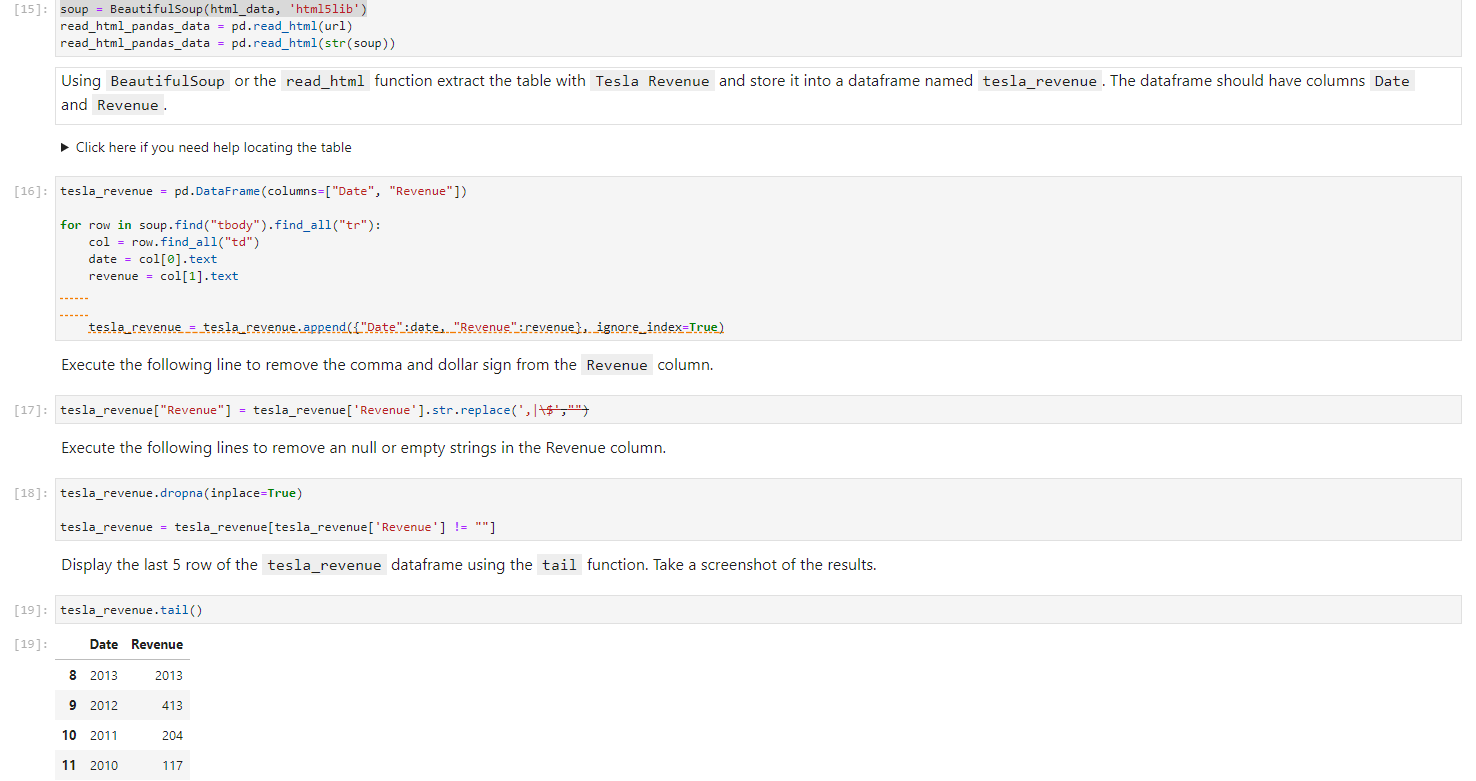 [15]: soup = BeautifulSoup(html_data, 'html5lib')
read_html_pandas_data = pd.read_html(url)
read_html_pandas_data = pd.read_html(str(soup))
Using BeautifulSoup or the read_html function extract the table with Tesla Revenue and store it into a dataframe named tesla_revenue. The dataframe should have columns Date
and Revenue.
▶ Click here if you need help locating the table
[16]: tesla_revenue = pd.DataFrame(columns=["Date", "Revenue"])
for row in soup.find("tbody").find_all("tr"):
    col = row.find_all("td")
    date = col[0].text
    revenue = col[1].text
    tesla_revenue = tesla_revenue.append({"Date":date, "Revenue":revenue}, ignore_index=True)
Execute the following line to remove the comma and dollar sign from the Revenue column.
[17]: tesla_revenue["Revenue"] = tesla_revenue['Revenue'].str.replace(',|\$',"")
Execute the following lines to remove an null or empty strings in the Revenue column.
[18]: tesla_revenue.dropna(inplace=True)
tesla_revenue = tesla_revenue[tesla_revenue['Revenue'] != ""]
Display the last 5 row of the tesla_revenue dataframe using the tail function. Take a screenshot of the results.
[19]: tesla_revenue.tail()
[19]: Date Revenue
8 2013 2013
9 2012 413
10 2011 204
11 2010 117